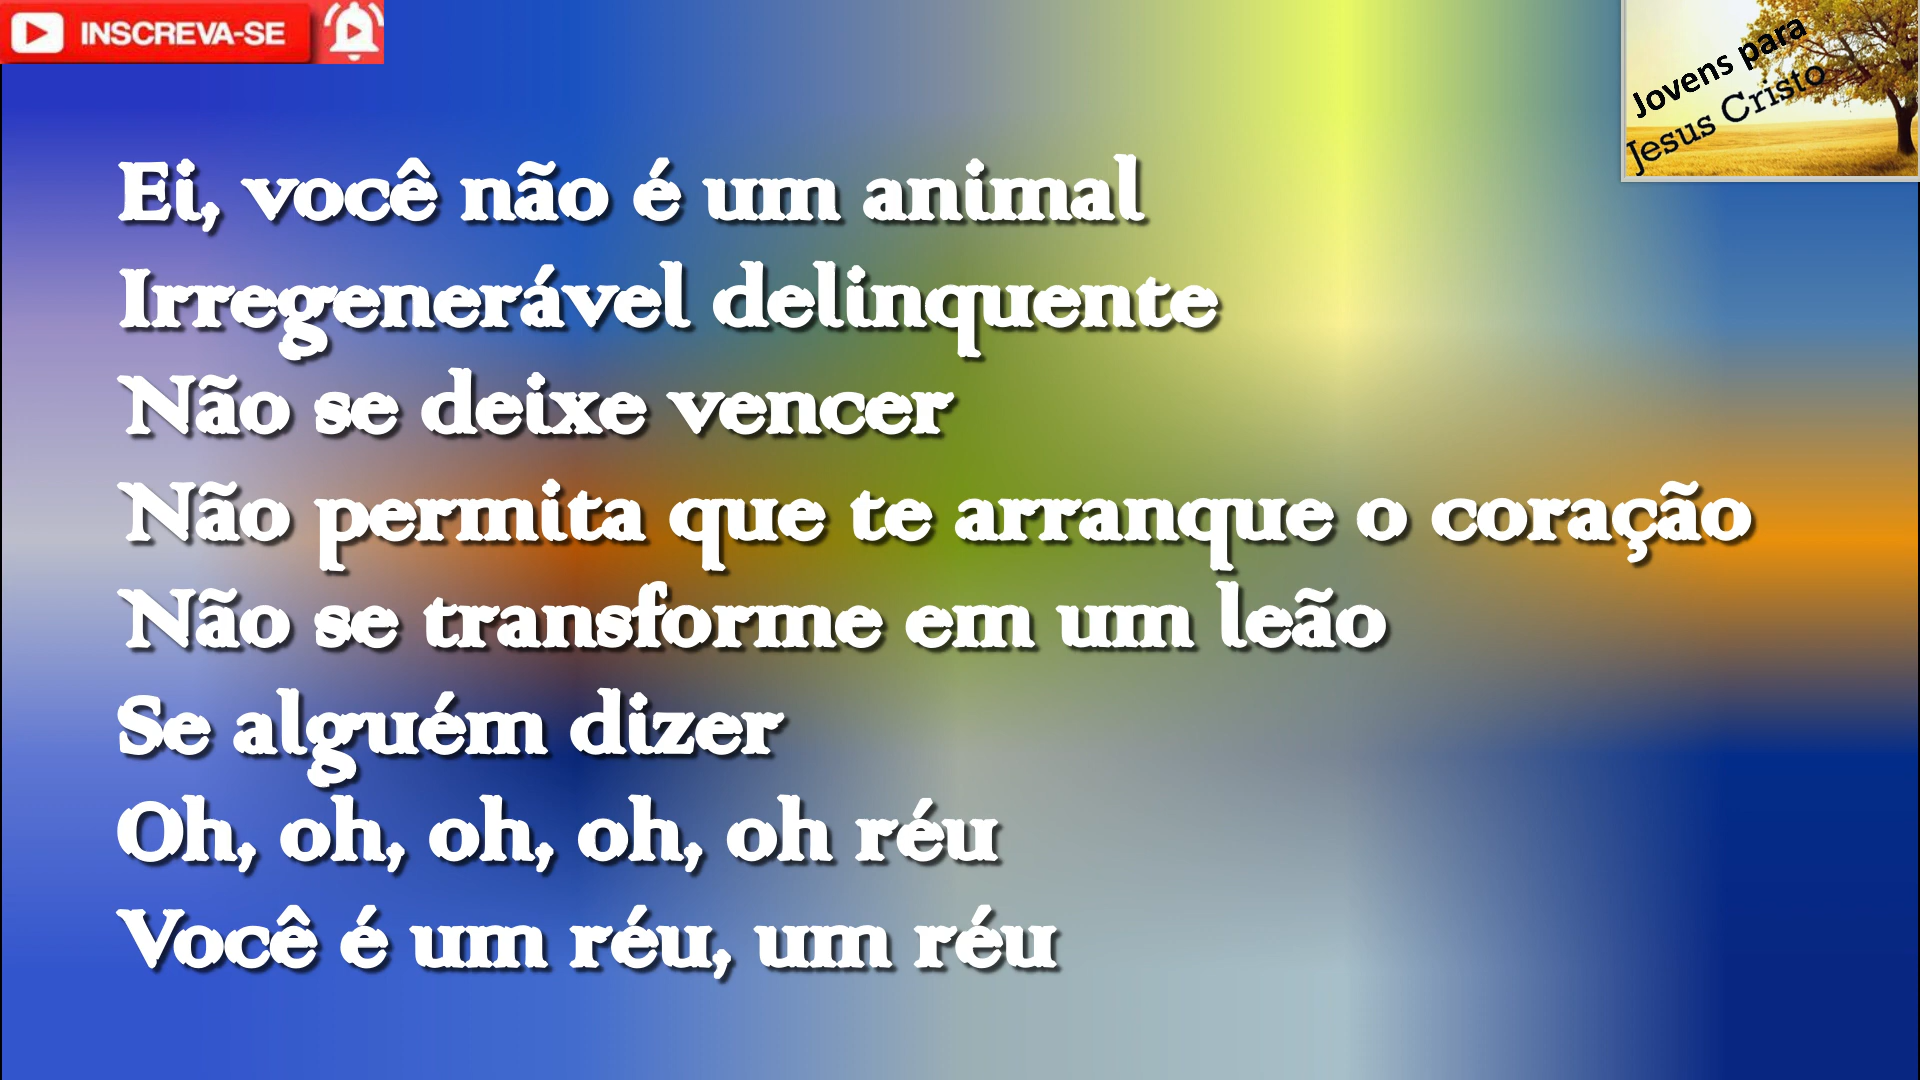 INSCREVA-SE
Jovens para
Jesus Cristo
Ei, você não é um animal
Irregenerável delinquente
Não se deixe vencer
Não permita que te arranque o coração
Não se transforme em um leão
Se alguém dizer
Oh, oh, oh, oh, oh réu
Você é um réu, um réu